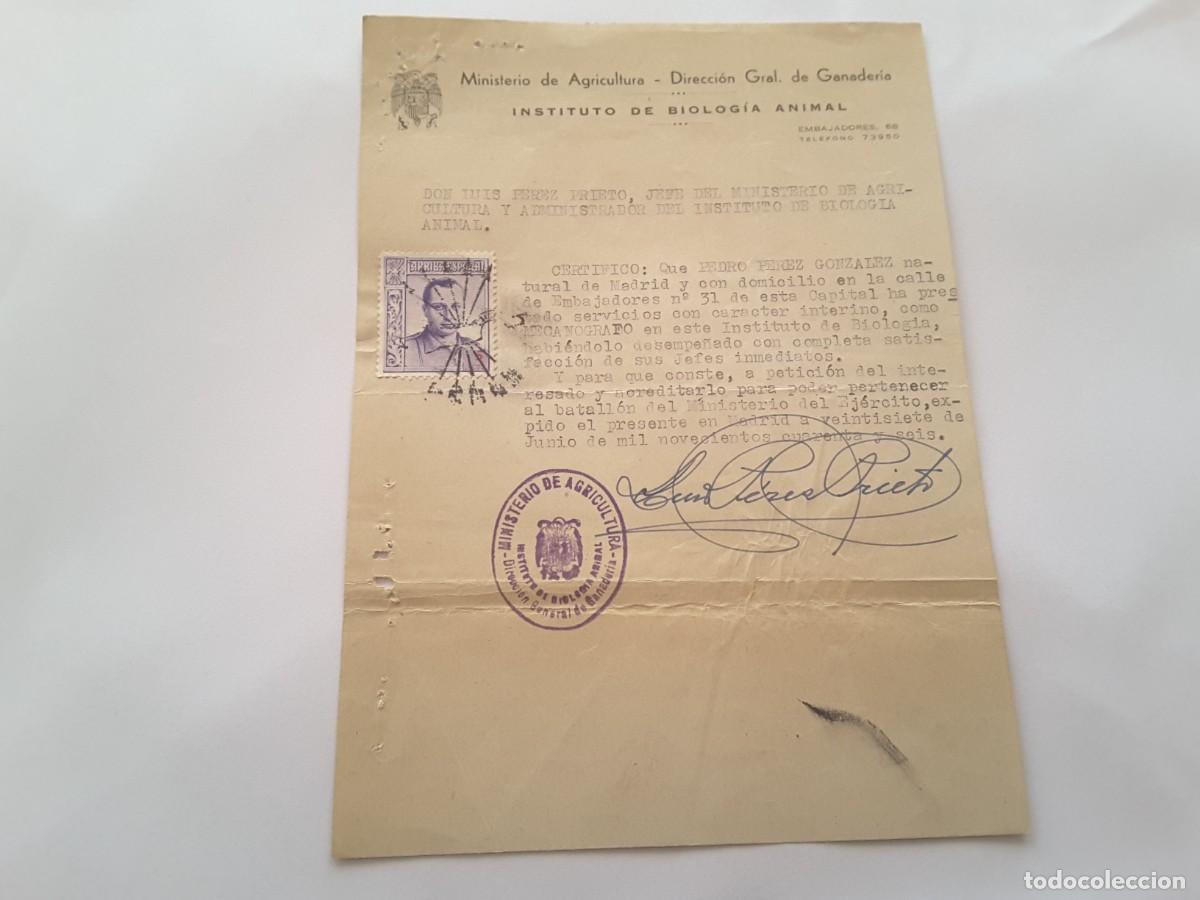 Ministerio de Agricultura - Dirección Gral. de Ganadería
INSTITUTO DE BIOLOGÍA ANIMAL
EMBAJADORES, 68
TELEFONO 73950
DON LUIS PEREZ PRIETO, JEFE DEL MINISTERIO DE AGRI-
CULTURA Y ADMINISTRADOR DEL INSTITUTO DE BIOLOGIA
ANIMAL.
CERTIFICO: Que PEDRO PEREZ GONZALEZ na-
tural de Madrid y con domicilio en la calle
de Embajadores nº 31 de esta Capital ha pres
tado servicios con caracter interino, como
MECANOGRAFO en este Instituto de Biologia,
habiéndolo desempeñado con completa satis-
fección de sus Jefes inmediatos.
Y para que conste, a petición del inte-
resado y acreditarlo para poder pertenecer
al batallón del Ministerio del Ejército,ex-
pido el presente en Madrid a veintisiete de
Junio de mil novecientos cuarenta y seis.
Luis Pérez Prieto
MINISTERIO DE AGRICULTURA
INSTITUTO DE BIOLOGIA ANIMAL
Dirección General de Ganadería
todocoleccion